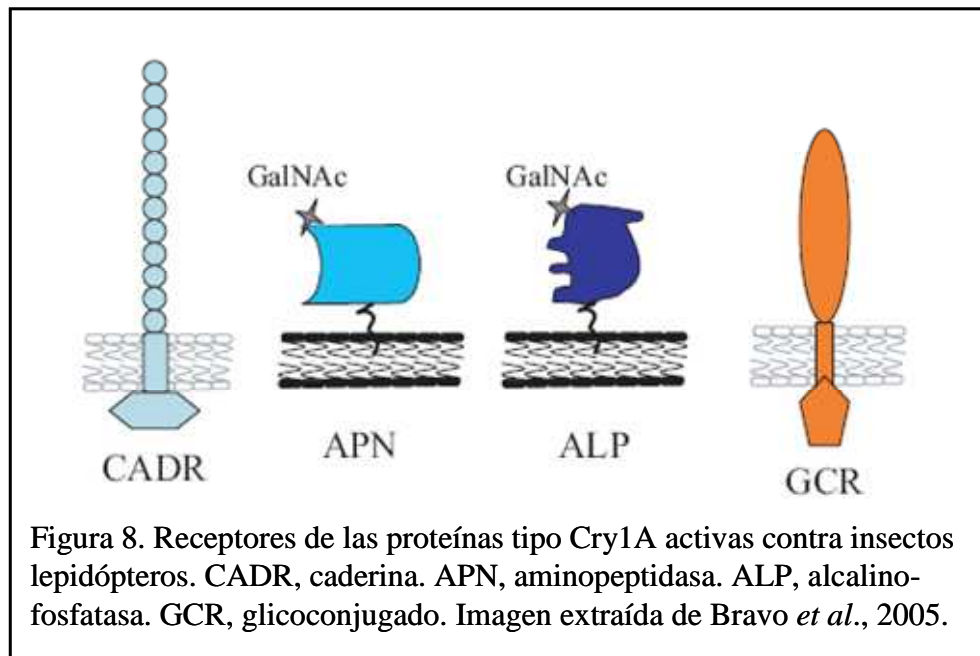 GalNAc
GalNAc
CADR
APN
ALP
GCR
Figura 8. Receptores de las proteínas tipo Cry1A activas contra insectos
lepidópteros. CADR, caderina. APN, aminopeptidasa. ALP, alcalino-
fosfatasa. GCR, glicoconjugado. Imagen extraída de Bravo et al., 2005.